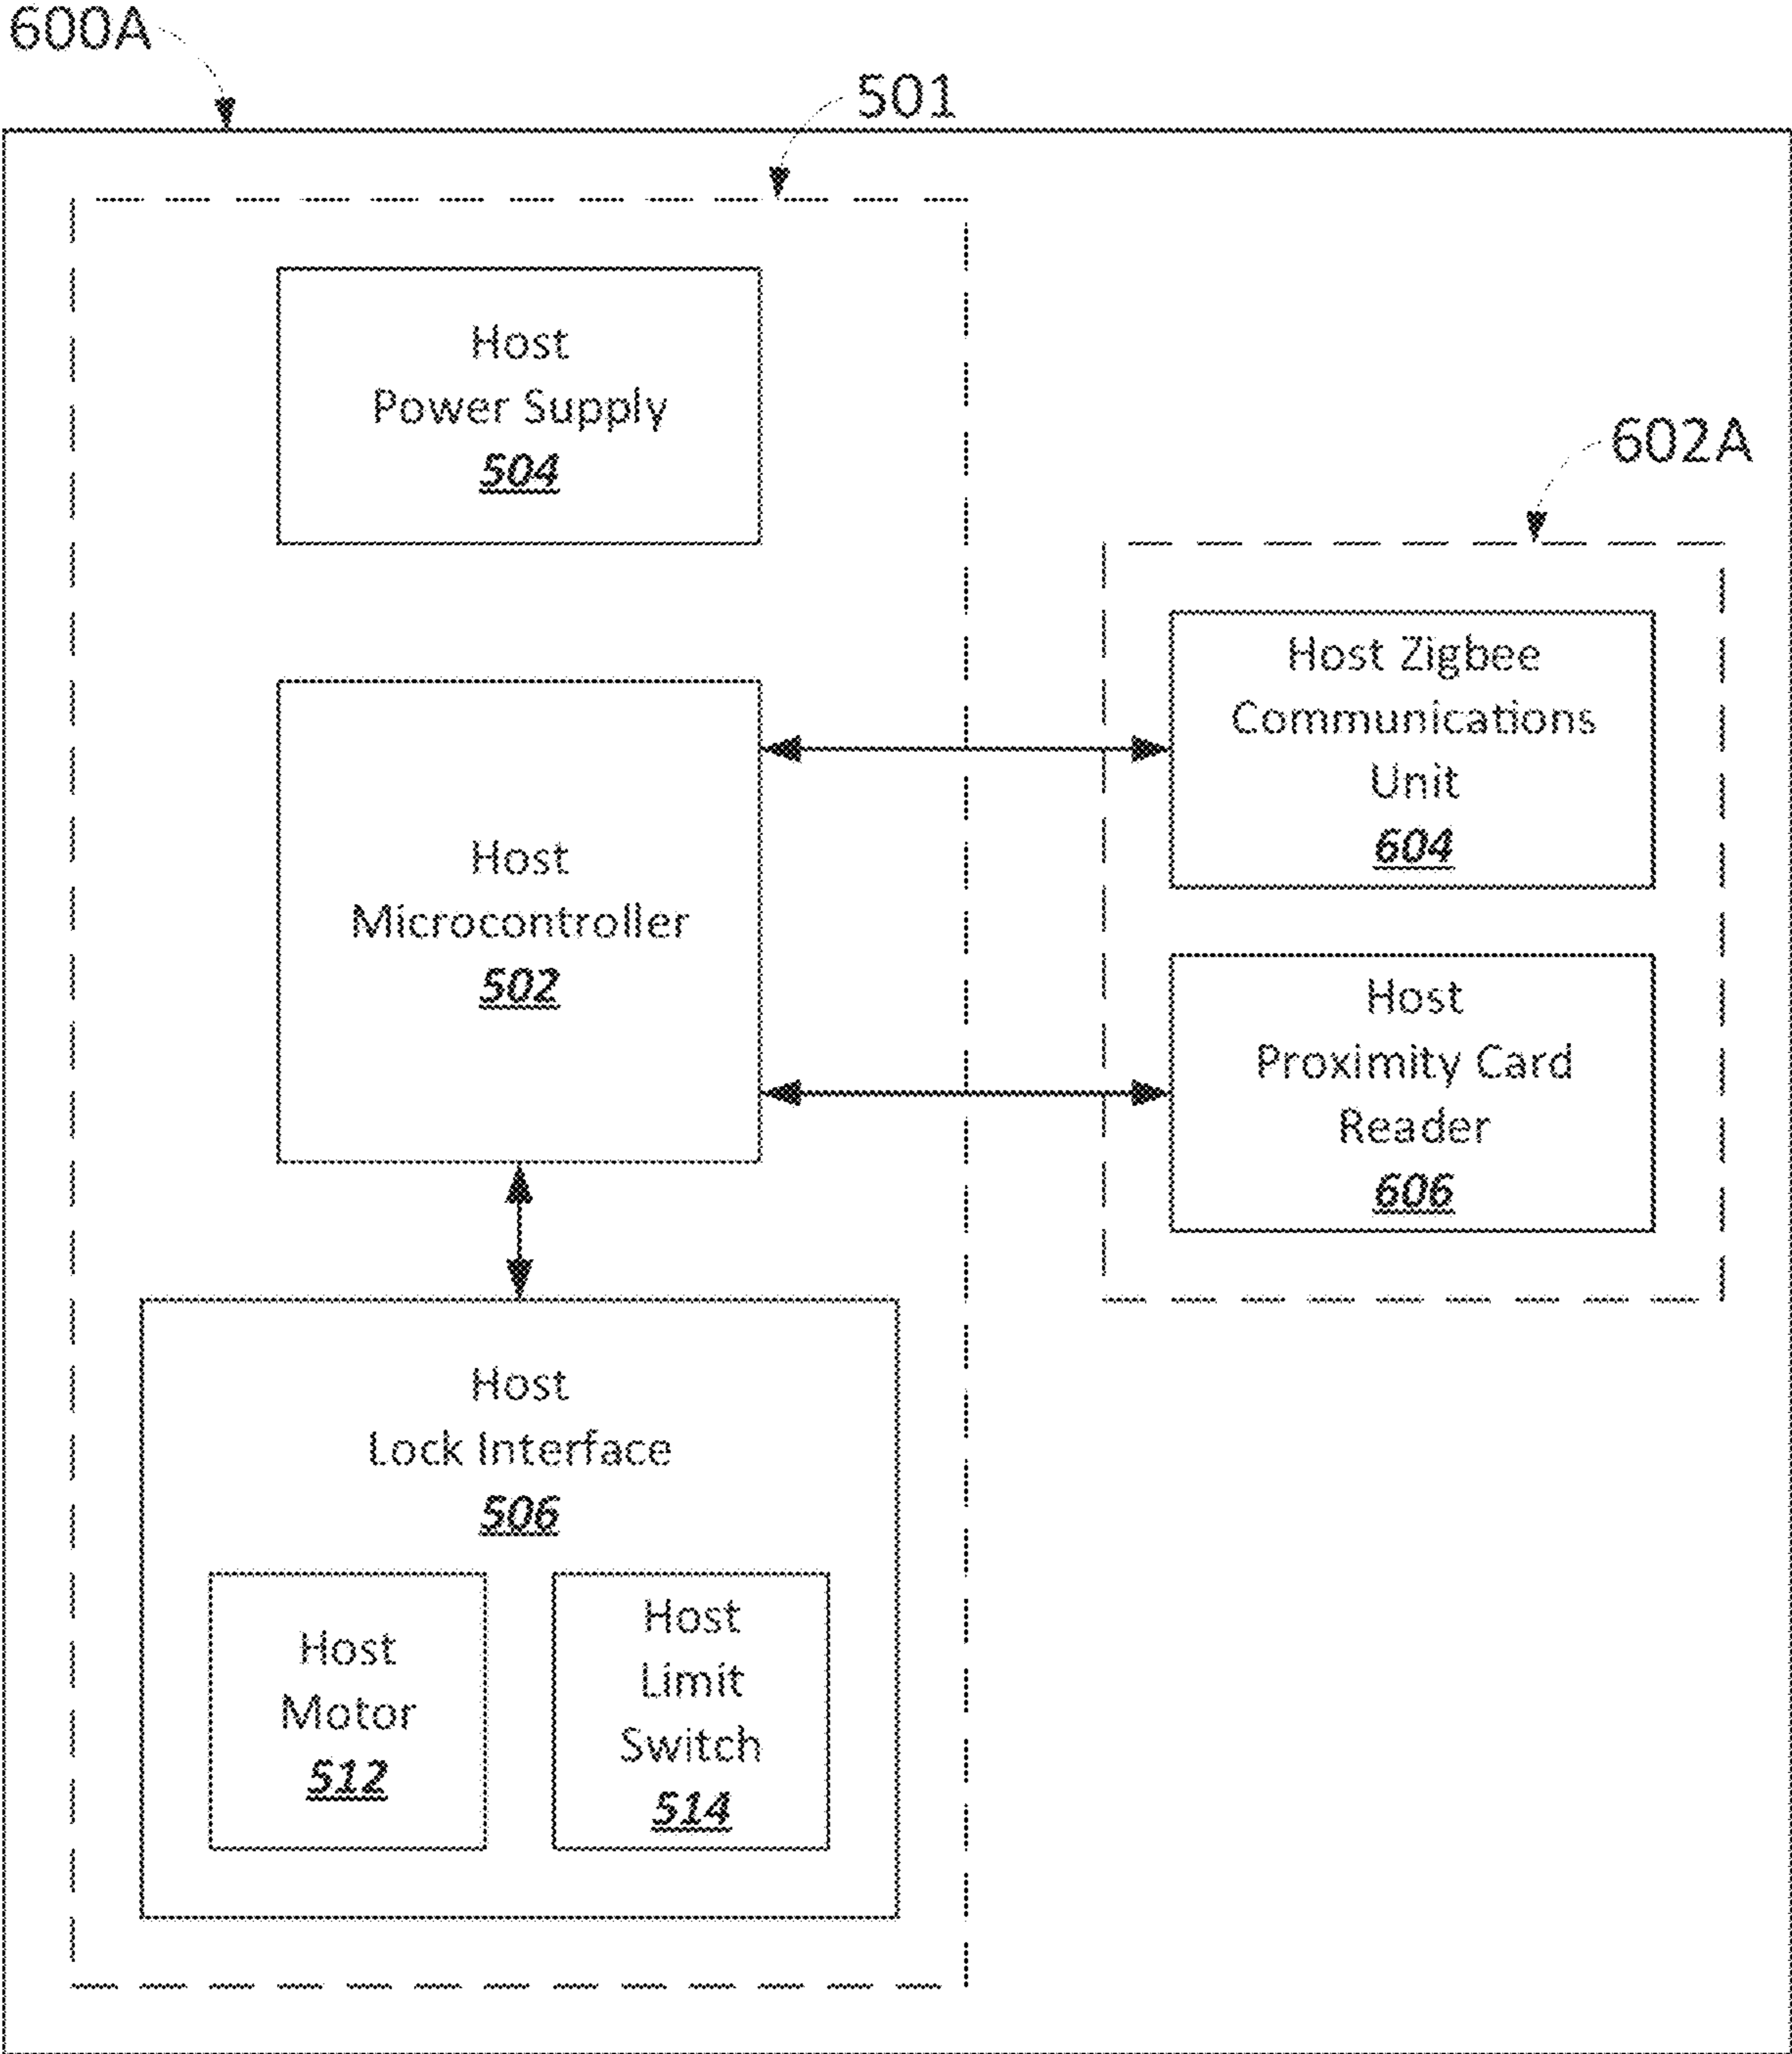 600A
501
Host
Power Supply
504
602A
Host Zigbee
Communications
Unit
604
Host
Microcontroller
502
Host
Proximity Card
Reader
606
Host
Lock Interface
506
Host
Motor
512
Host
Limit
Switch
514